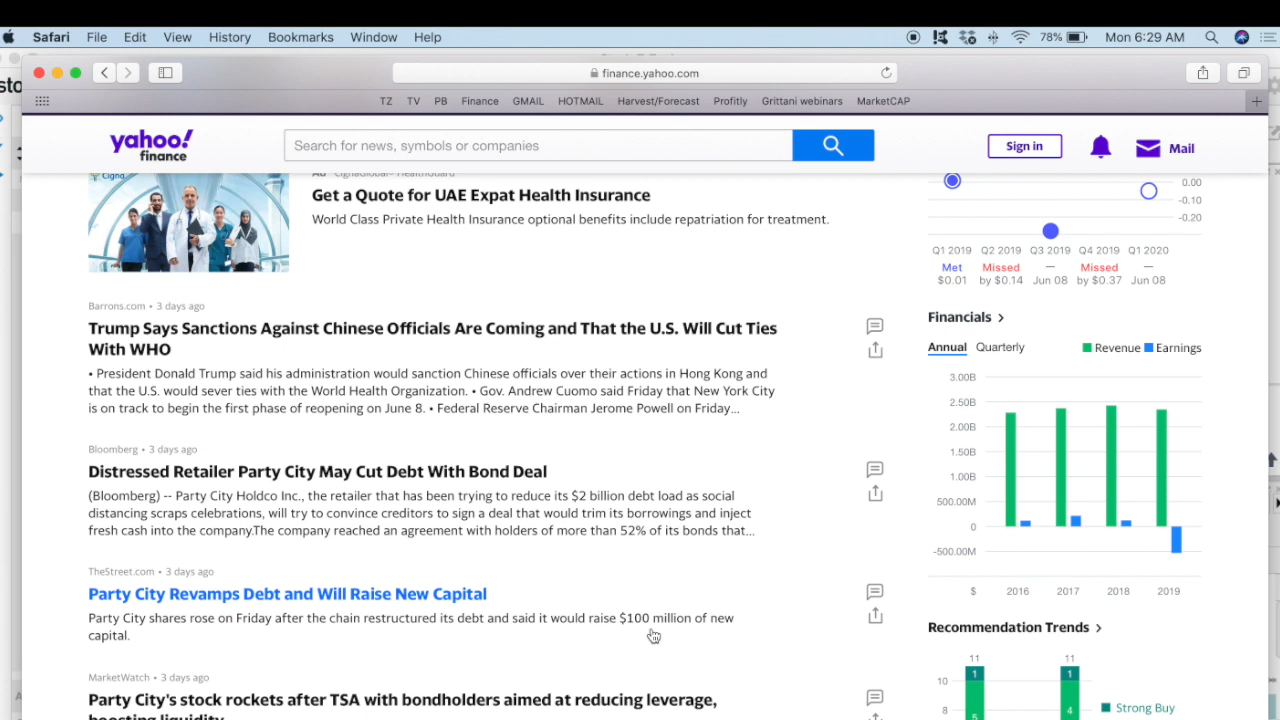 Safari File Edit View History Bookmarks Window Help 78% Mon 6:29 AM
finance.yahoo.com
TZ TV PB Finance GMAIL HOTMAIL Harvest/Forecast Profitly Grittani webinars MarketCAP
yahoo!
finance
Search for news, symbols or companies
Sign in
Mail
Cigna
Get a Quote for UAE Expat Health Insurance
World Class Private Health Insurance optional benefits include repatriation for treatment.
Barrons.com • 3 days ago
Trump Says Sanctions Against Chinese Officials Are Coming and That the U.S. Will Cut Ties
With WHO
• President Donald Trump said his administration would sanction Chinese officials over their actions in Hong Kong and
that the U.S. would sever ties with the World Health Organization. • Gov. Andrew Cuomo said Friday that New York City
is on track to begin the first phase of reopening on June 8. • Federal Reserve Chairman Jerome Powell on Friday...
Bloomberg • 3 days ago
Distressed Retailer Party City May Cut Debt With Bond Deal
(Bloomberg) -- Party City Holdco Inc., the retailer that has been trying to reduce its $2 billion debt load as social
distancing scraps celebrations, will try to convince creditors to sign a deal that would trim its borrowings and inject
fresh cash into the company.The company reached an agreement with holders of more than 52% of its bonds that...
TheStreet.com • 3 days ago
Party City Revamps Debt and Will Raise New Capital
Party City shares rose on Friday after the chain restructured its debt and said it would raise $100 million of new
capital.
MarketWatch • 3 days ago
Party City's stock rockets after TSA with bondholders aimed at reducing leverage,
boosting liquidity
0.00
-0.10
-0.20
Q1 2019 Q2 2019 Q3 2019 Q4 2019 Q1 2020
Met Missed — Missed —
$0.01 by $0.14 Jun 08 by $0.37 Jun 08
Financials >
Annual Quarterly Revenue Earnings
3.00B
2.50B
2.00B
1.50B
1.00B
500.00M
0
-500.00M
$ 2016 2017 2018 2019
Recommendation Trends >
11 11
10 1 1
Strong Buy
8 5 4